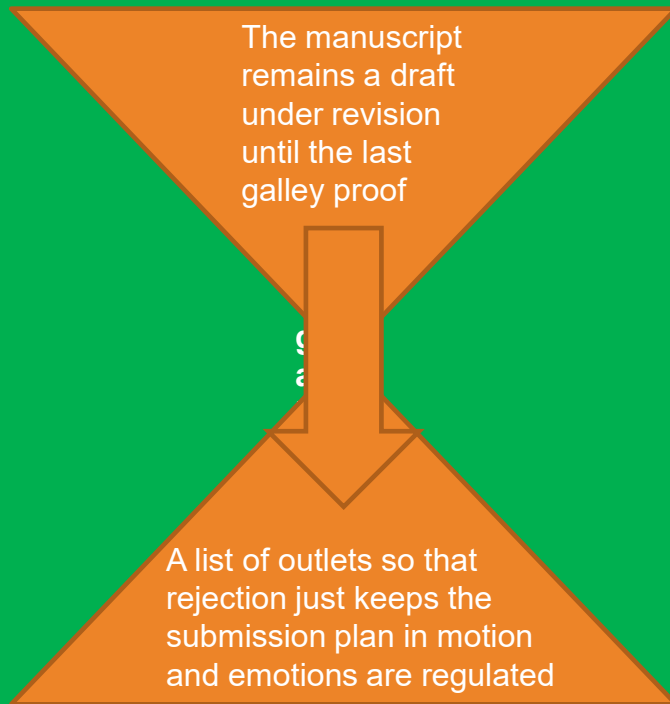 The manuscript
remains a draft
under revision
until the last
galley proof
A list of outlets so that
rejection just keeps the
submission plan in motion
and emotions are regulated